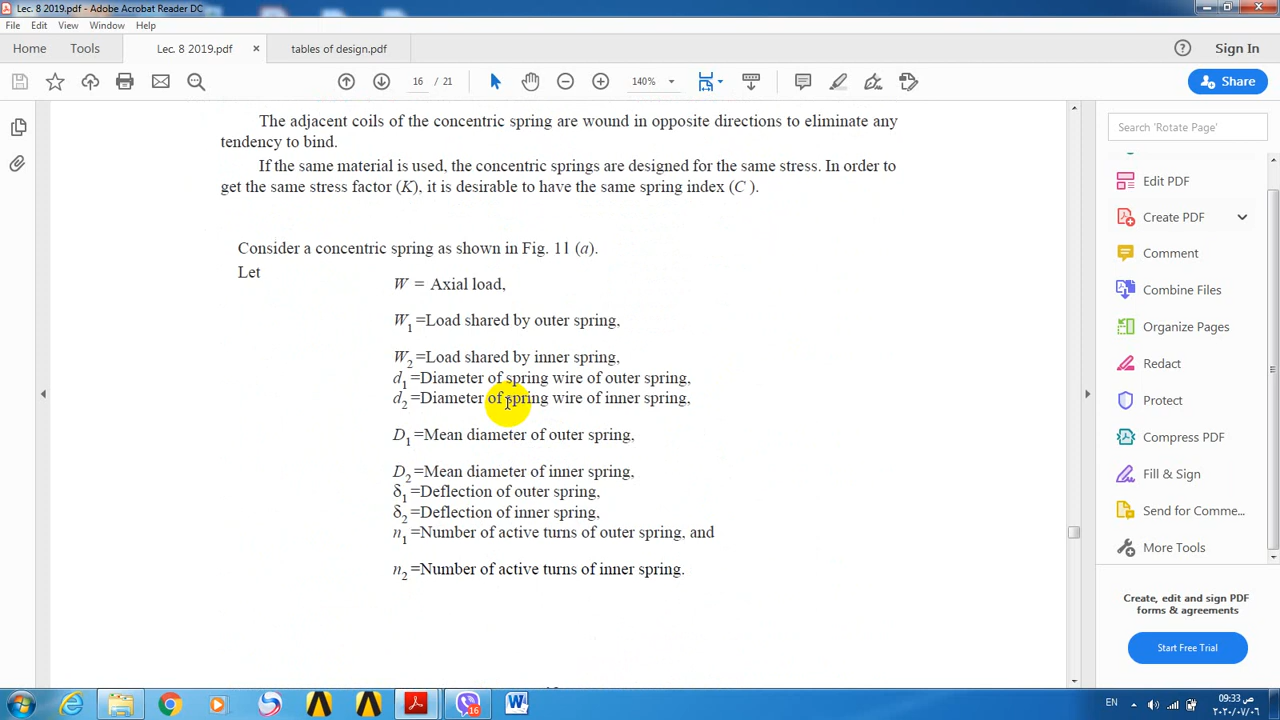 Lec. 8 2019.pdf - Adobe Acrobat Reader DC
File Edit View Window Help
Home Tools Lec. 8 2019.pdf × tables of design.pdf Sign In
16 / 21 140% Share
The adjacent coils of the concentric spring are wound in opposite directions to eliminate any
tendency to bind.
If the same material is used, the concentric springs are designed for the same stress. In order to
get the same stress factor (K), it is desirable to have the same spring index (C ).
Consider a concentric spring as shown in Fig. 11 (a).
Let
W = Axial load,
W1 =Load shared by outer spring,
W2 =Load shared by inner spring,
d1 =Diameter of spring wire of outer spring,
d2 =Diameter of spring wire of inner spring,
D1 =Mean diameter of outer spring,
D2 =Mean diameter of inner spring,
δ1 =Deflection of outer spring,
δ2 =Deflection of inner spring,
n1 =Number of active turns of outer spring, and
n2 =Number of active turns of inner spring.
Search 'Rotate Page'
Edit PDF
Create PDF
Comment
Combine Files
Organize Pages
Redact
Protect
Compress PDF
Fill & Sign
Send for Comme...
More Tools
Create, edit and sign PDF
forms & agreements
Start Free Trial
16
EN
09:33 ص
٢٠٢٠/٠٧/٠٦